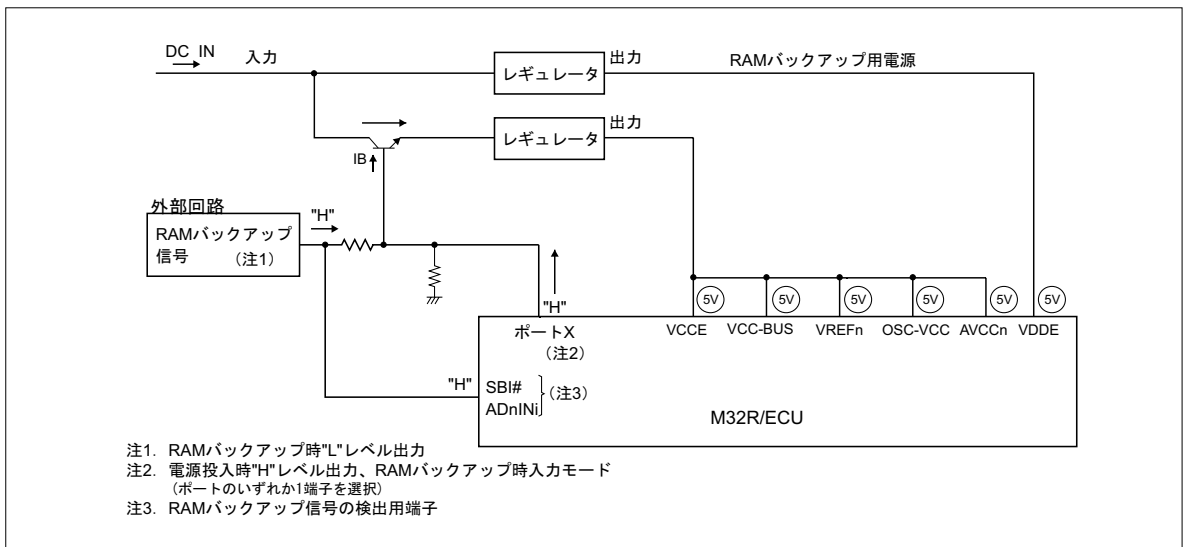 DC_IN
入力
レギュレータ
出力
RAMバックアップ用電源
レギュレータ
出力
IB
外部回路
RAMバックアップ
信号 (注1)
"H"
"H"
5V
5V
5V
5V
5V
5V
ポートX
(注2)
VCCE
VCC-BUS
VREFn
OSC-VCC
AVCCn
VDDE
"H"
SBI#
ADnINi
(注3)
M32R/ECU
注1. RAMバックアップ時"L"レベル出力
注2. 電源投入時"H"レベル出力、RAMバックアップ時入力モード
(ポートのいずれか1端子を選択)
注3. RAMバックアップ信号の検出用端子